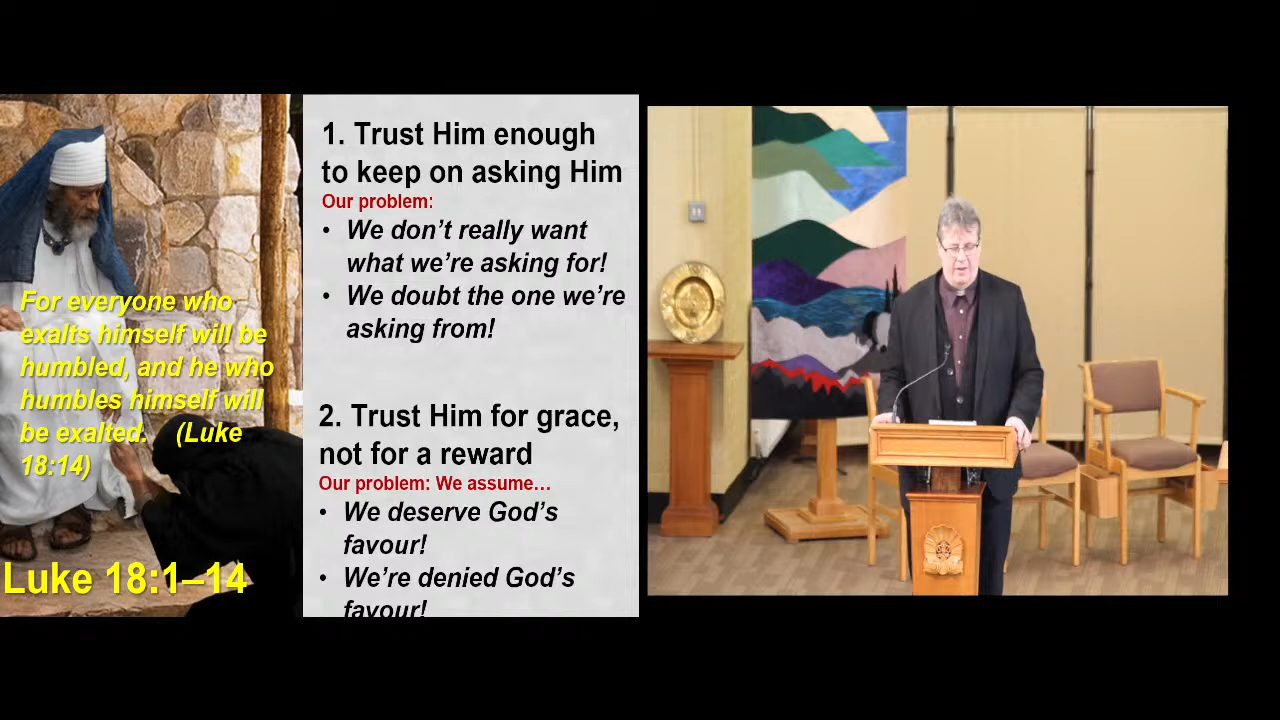 For everyone who
exalts himself will be
humbled, and he who
humbles himself will
be exalted. (Luke
18:14)
Luke 18:1–14
1. Trust Him enough
to keep on asking Him
Our problem:
• We don’t really want
what we’re asking for!
• We doubt the one we’re
asking from!
2. Trust Him for grace,
not for a reward
Our problem: We assume…
• We deserve God’s
favour!
• We’re denied God’s
favour!